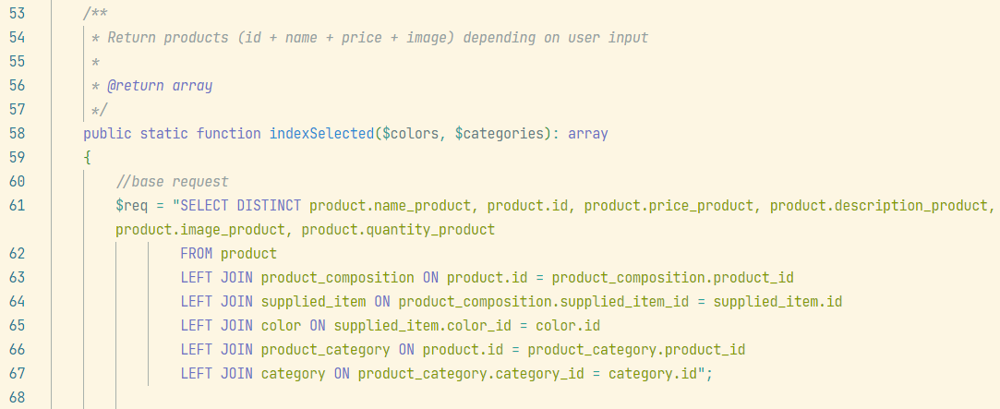 53 /**
54 * Return products (id + name + price + image) depending on user input
55 *
56 * @return array
57 */
58 public static function indexSelected($colors, $categories): array
59 {
60 //base request
61 $req = "SELECT DISTINCT product.name_product, product.id, product.price_product, product.description_product,
product.image_product, product.quantity_product
62 FROM product
63 LEFT JOIN product_composition ON product.id = product_composition.product_id
64 LEFT JOIN supplied_item ON product_composition.supplied_item_id = supplied_item.id
65 LEFT JOIN color ON supplied_item.color_id = color.id
66 LEFT JOIN product_category ON product.id = product_category.product_id
67 LEFT JOIN category ON product_category.category_id = category.id";
68